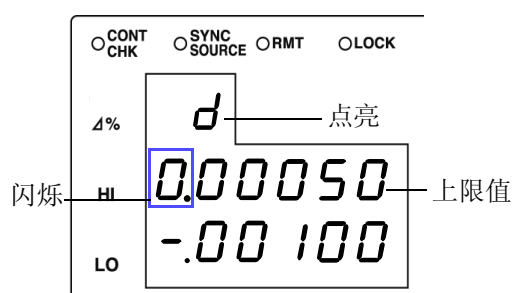 CONT CHK
SYNC SOURCE
RMT
LOCK
⊿%
d
点亮
闪烁
HI
0.00050
上限值
LO
-.00100